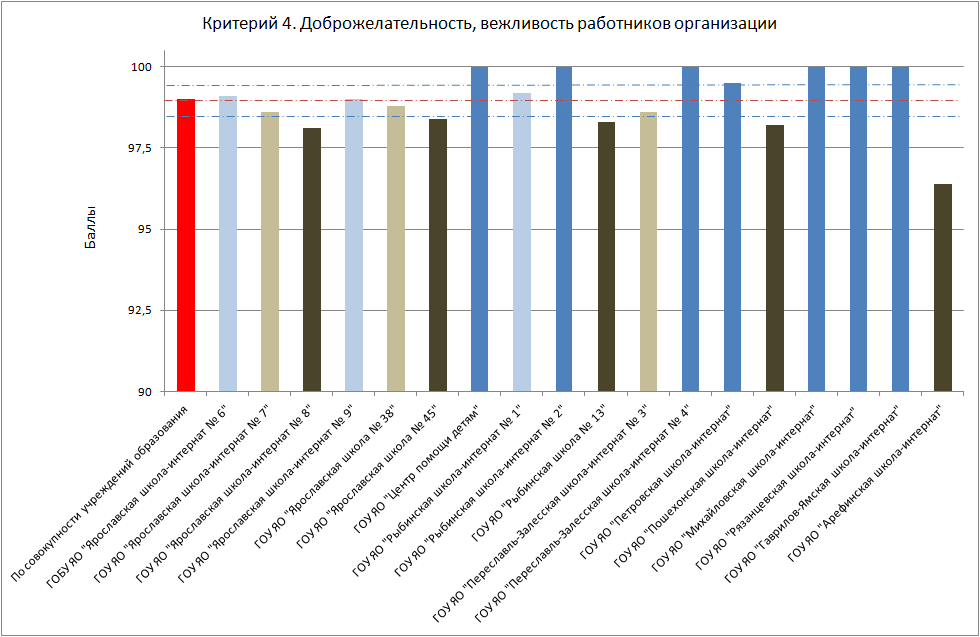 Критерий 4. Доброжелательность, вежливость работников организации
Баллы
100
97,5
95
92,5
90
По совокупности учреждений образования
ГОБУ ЯО "Ярославская школа-интернат № 6"
ГОУ ЯО "Ярославская школа-интернат № 7"
ГОУ ЯО "Ярославская школа-интернат № 8"
ГОУ ЯО "Ярославская школа-интернат № 9"
ГОУ ЯО "Ярославская школа № 38"
ГОУ ЯО "Ярославская школа № 45"
ГОУ ЯО "Центр помощи детям"
ГОУ ЯО "Рыбинская школа-интернат № 1"
ГОУ ЯО "Рыбинская школа-интернат № 2"
ГОУ ЯО "Рыбинская школа № 13"
ГОУ ЯО "Переславль-Залесская школа-интернат № 3"
ГОУ ЯО "Переславль-Залесская школа-интернат № 4"
ГОУ ЯО "Петровская школа-интернат"
ГОУ ЯО "Пошехонская школа-интернат"
ГОУ ЯО "Михайловская школа-интернат"
ГОУ ЯО "Рязанцевская школа-интернат"
ГОУ ЯО "Гаврилов-Ямская школа-интернат"
ГОУ ЯО "Арефинская школа-интернат"